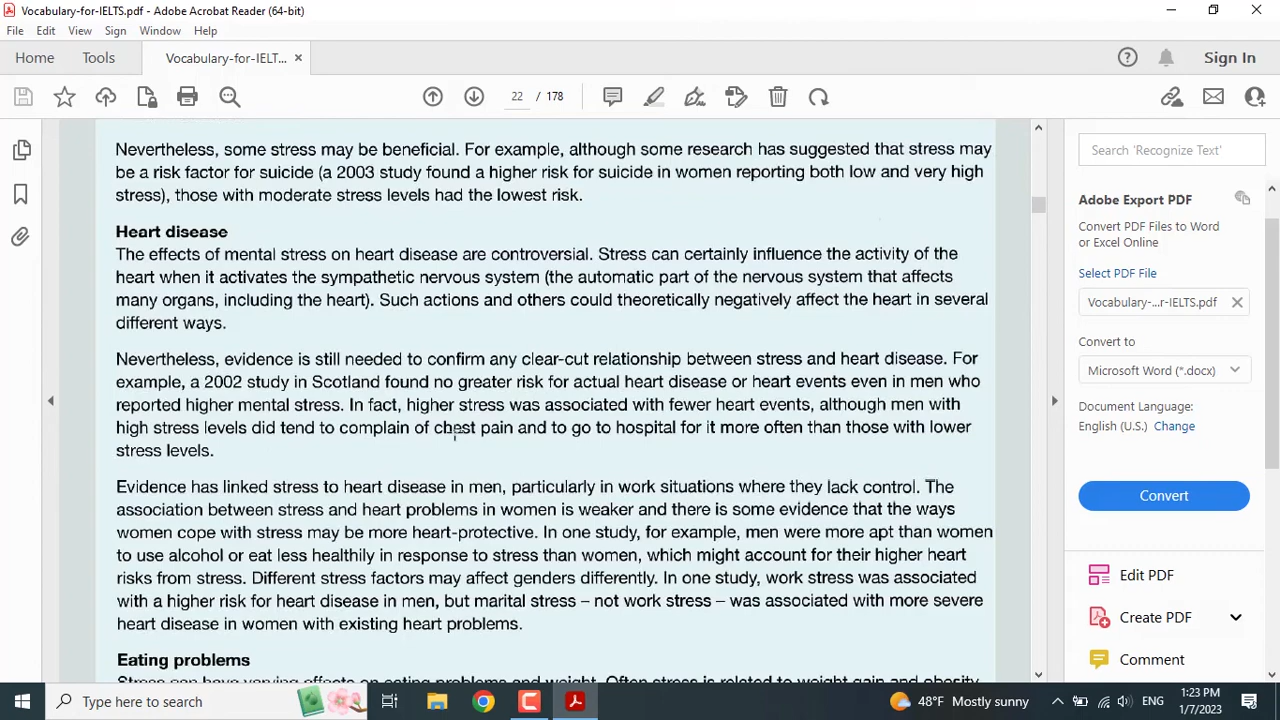 Vocabulary-for-IELTS.pdf - Adobe Acrobat Reader (64-bit)
File Edit View Sign Window Help
Home Tools Vocabulary-for-IELT... × Sign In
22 / 178
Nevertheless, some stress may be beneficial. For example, although some research has suggested that stress may
be a risk factor for suicide (a 2003 study found a higher risk for suicide in women reporting both low and very high
stress), those with moderate stress levels had the lowest risk.
Heart disease
The effects of mental stress on heart disease are controversial. Stress can certainly influence the activity of the
heart when it activates the sympathetic nervous system (the automatic part of the nervous system that affects
many organs, including the heart). Such actions and others could theoretically negatively affect the heart in several
different ways.
Nevertheless, evidence is still needed to confirm any clear-cut relationship between stress and heart disease. For
example, a 2002 study in Scotland found no greater risk for actual heart disease or heart events even in men who
reported higher mental stress. In fact, higher stress was associated with fewer heart events, although men with
high stress levels did tend to complain of chest pain and to go to hospital for it more often than those with lower
stress levels.
Evidence has linked stress to heart disease in men, particularly in work situations where they lack control. The
association between stress and heart problems in women is weaker and there is some evidence that the ways
women cope with stress may be more heart-protective. In one study, for example, men were more apt than women
to use alcohol or eat less healthily in response to stress than women, which might account for their higher heart
risks from stress. Different stress factors may affect genders differently. In one study, work stress was associated
with a higher risk for heart disease in men, but marital stress – not work stress – was associated with more severe
heart disease in women with existing heart problems.
Eating problems
Stress can have varying effects on eating problems and weight. Often stress is related to weight gain and obesity
Search 'Recognize Text'
Adobe Export PDF
Convert PDF Files to Word
or Excel Online
Select PDF File
Vocabulary-...r-IELTS.pdf
Convert to
Microsoft Word (*.docx)
Document Language:
English (U.S.) Change
Convert
Edit PDF
Create PDF
Comment
Type here to search
48°F Mostly sunny
ENG
1:23 PM
1/7/2023